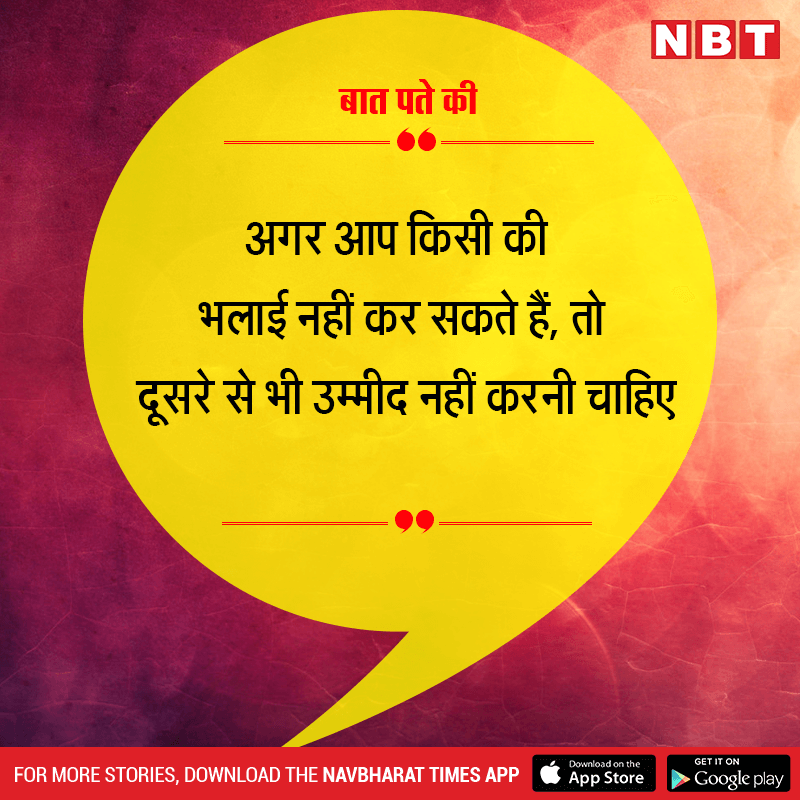 NBT
बात पते की
❝
अगर आप किसी की
भलाई नहीं कर सकते हैं, तो
दूसरे से भी उम्मीद नहीं करनी चाहिए
❞
FOR MORE STORIES, DOWNLOAD THE NAVBHARAT TIMES APP
Download on the
App Store
GET IT ON
Google play